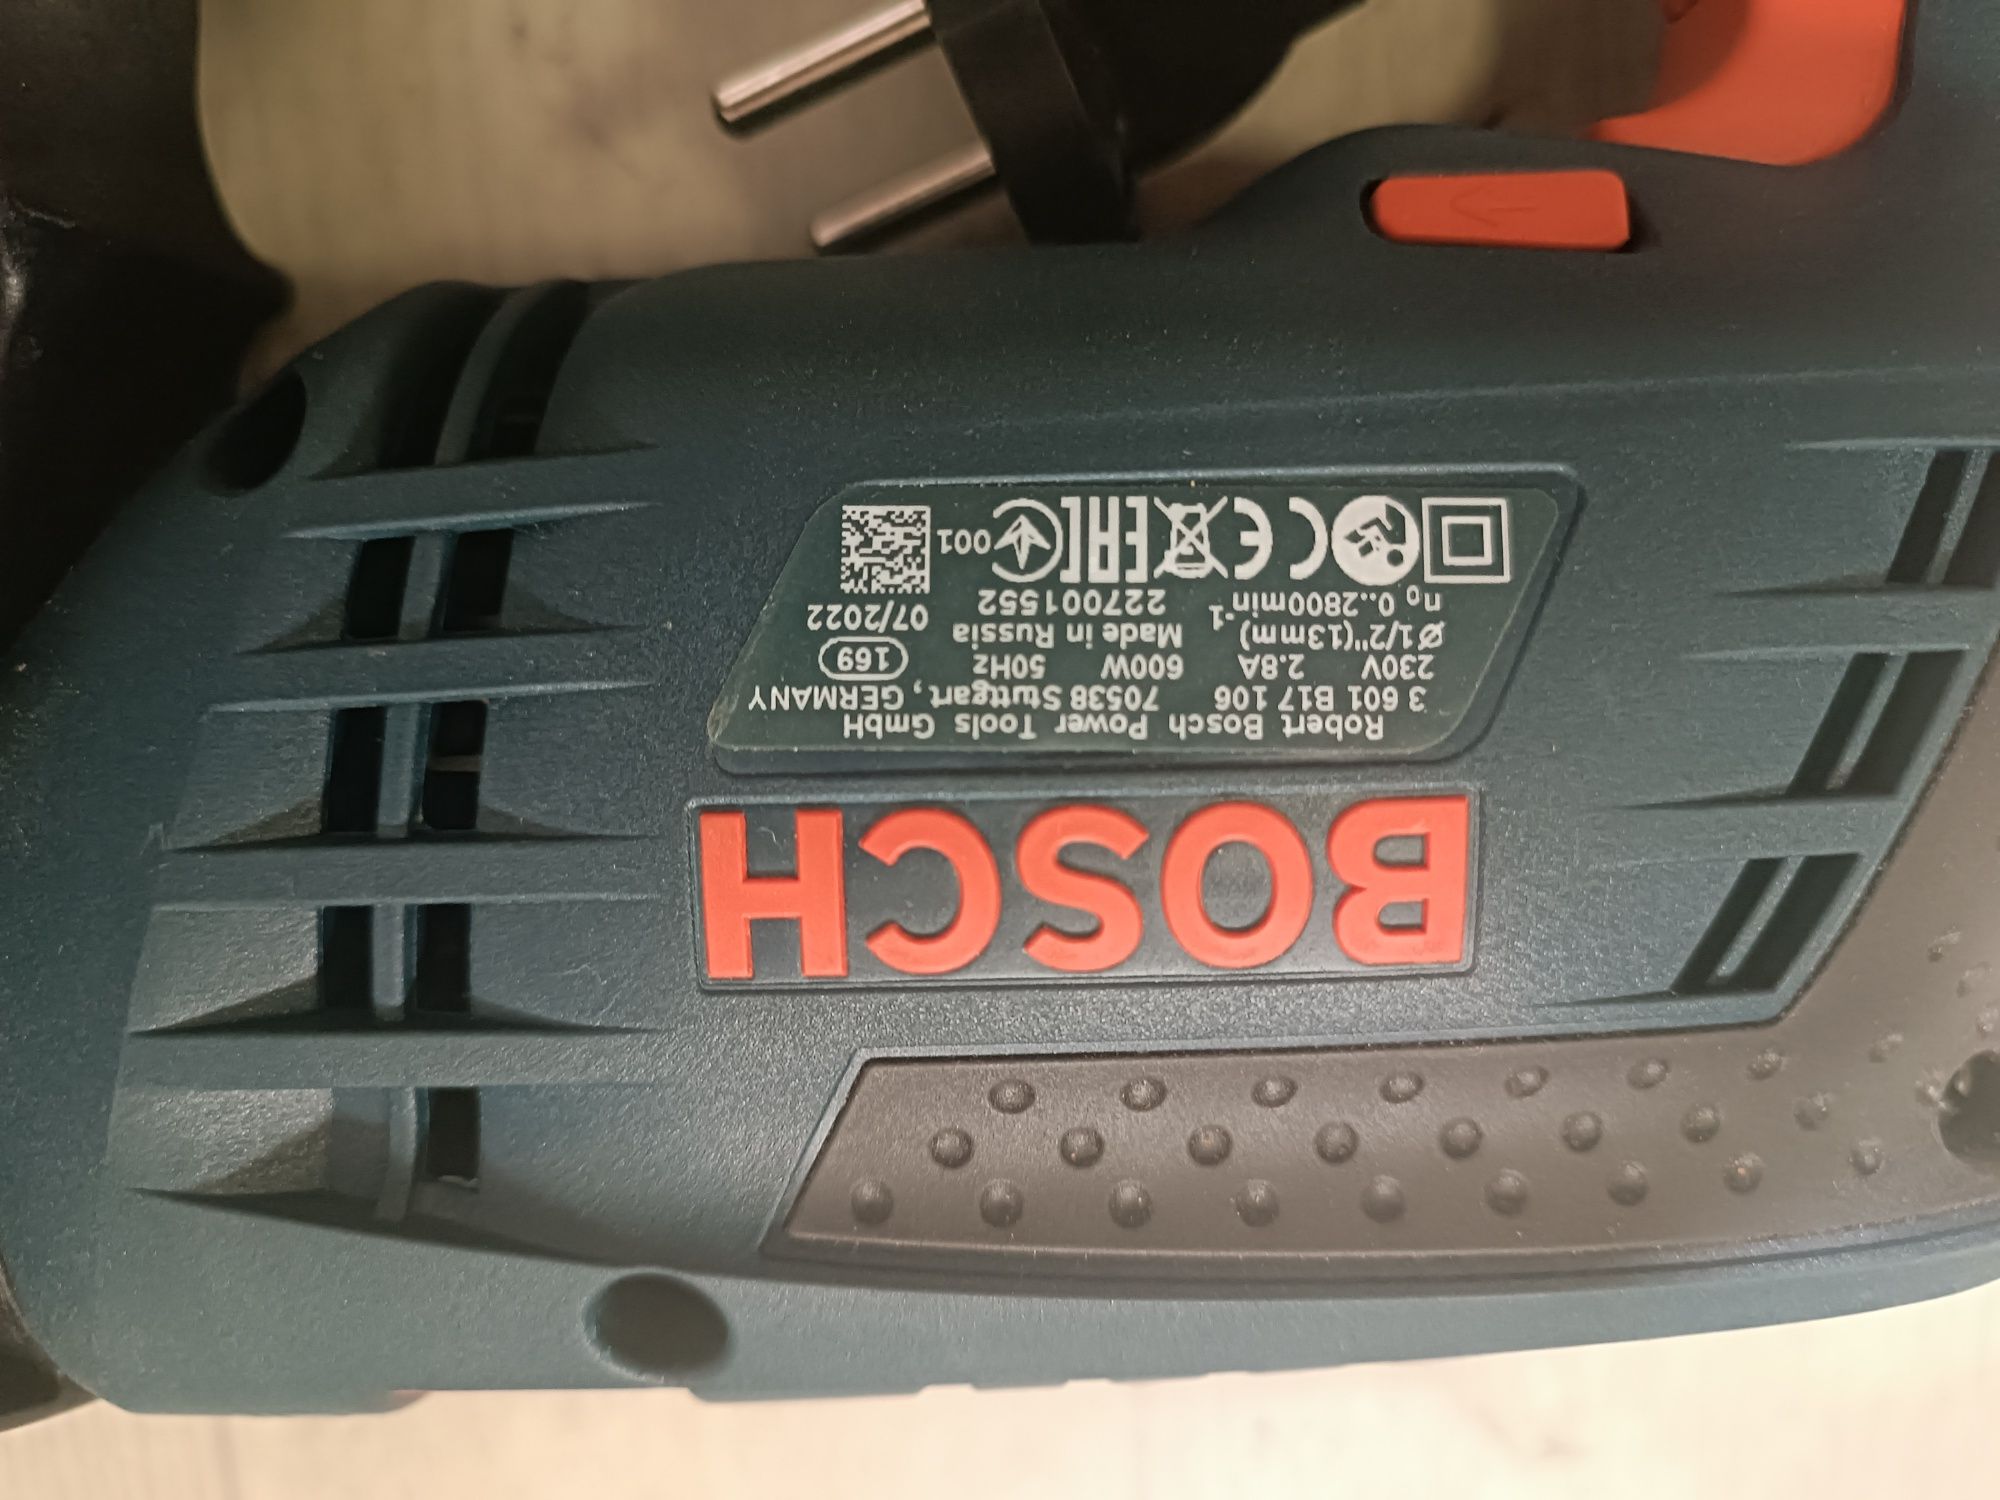 BOSCH
Robert Bosch Power Tools GmbH
3 601 B17 106 70538 Stuttgart, GERMANY
230V 2.8A 600W 50Hz 169
Ø 1/2"(13mm) Made in Russia
n₀ 0..2800min⁻¹ 227001552 07/2022
CE EAC 001